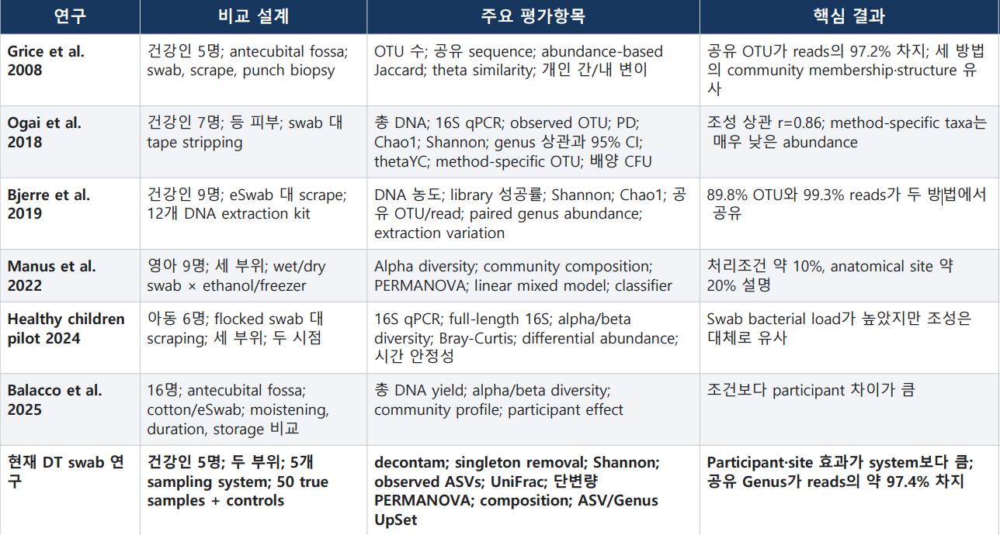 연구 비교 설계 주요 평가항목 핵심 결과
Grice et al.
2008
건강인 5명; antecubital fossa;
swab, scrape, punch biopsy
OTU 수; 공유 sequence; abundance-based
Jaccard; theta similarity; 개인 간/내 변이
공유 OTU가 reads의 97.2% 차지; 세 방법
의 community membership·structure 유
사
Ogai et al.
2018
건강인 7명; 등 피부; swab 대
tape stripping
총 DNA; 16S qPCR; observed OTU; PD;
Chao1; Shannon; genus 상관과 95% CI;
thetaYC; method-specific OTU; 배양 CFU
조성 상관 r=0.86; method-specific taxa는
매우 낮은 abundance
Bjerre et al.
2019
건강인 9명; eSwab 대 scrape;
12개 DNA extraction kit
DNA 농도; library 성공률; Shannon; Chao1; 공
유 OTU/read; paired genus abundance;
extraction variation
89.8% OTU와 99.3% reads가 두 방법에서
공유
Manus et al.
2022
영아 9명; 세 부위; wet/dry
swab × ethanol/freezer
Alpha diversity; community composition;
PERMANOVA; linear mixed model; classifier
처리조건 약 10%, anatomical site 약
20% 설명
Healthy children
pilot 2024
아동 6명; flocked swab 대
scraping; 세 부위; 두 시점
16S qPCR; full-length 16S; alpha/beta
diversity; Bray-Curtis; differential abundance;
시간 안정성
Swab bacterial load가 높았지만 조성은
대체로 유사
Balacco et al.
2025
16명; antecubital fossa;
cotton/eSwab; moistening,
duration, storage 비교
총 DNA yield; alpha/beta diversity;
community profile; participant effect
조건보다 participant 차이가 큼
현재 DT swab 연
구
건강인 5명; 두 부위; 5개
sampling system; 50 true
samples + controls
decontam; singleton removal; Shannon;
observed ASVs; UniFrac; 단변량
PERMANOVA; composition; ASV/Genus
UpSet
Participant·site 효과가 system보다 큼;
공유 Genus가 reads의 약 97.4% 차지